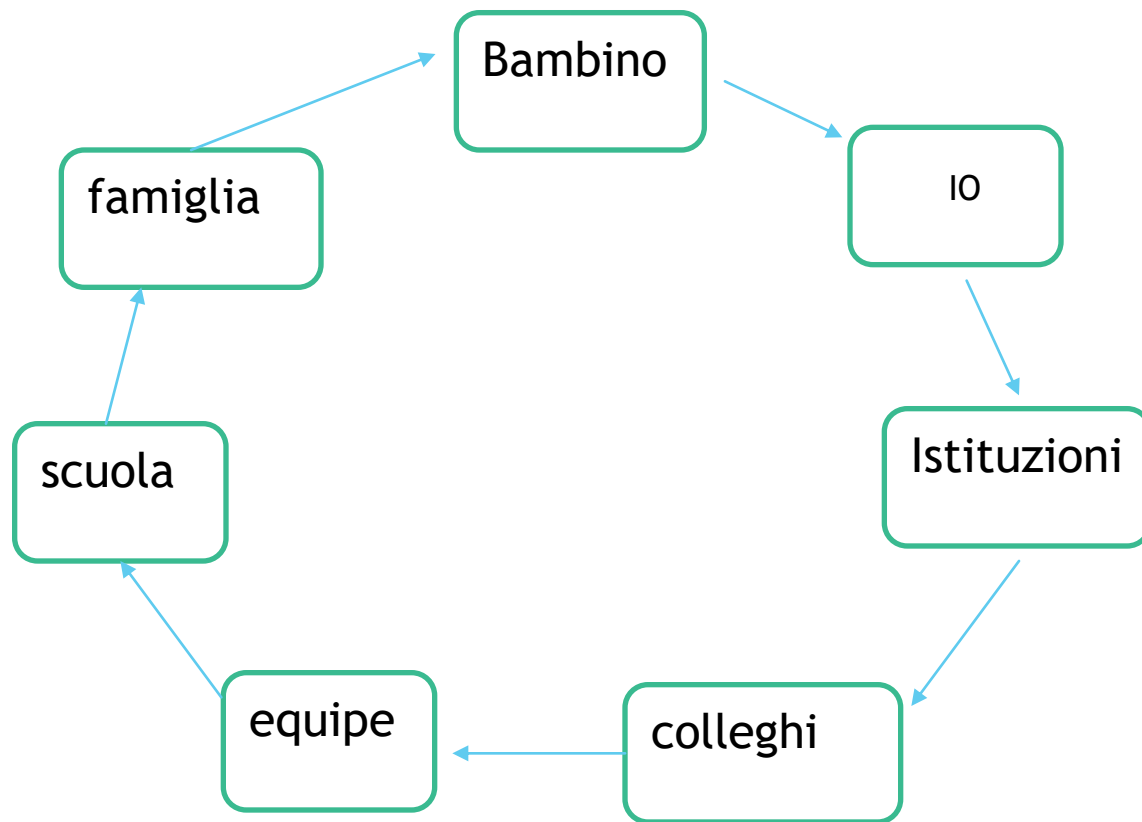 Bambino
IO
Istituzioni
colleghi
equipe
scuola
famiglia